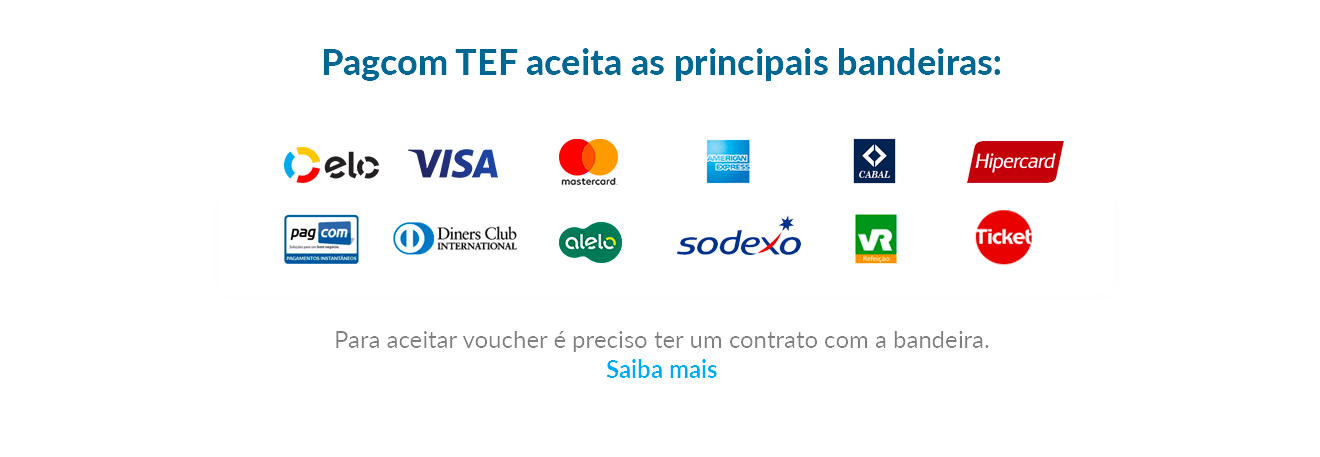 Pagcom TEF aceita as principais bandeiras:
elo VISA mastercard. AMERICAN EXPRESS CABAL Hipercard
pagcom
Soluções para um bom negócio.
PAGAMENTOS INSTANTÂNEOS
Diners Club
INTERNATIONAL
alelo
sodexo
VR
Refeição
Ticket
Para aceitar voucher é preciso ter um contrato com a bandeira.
Saiba mais